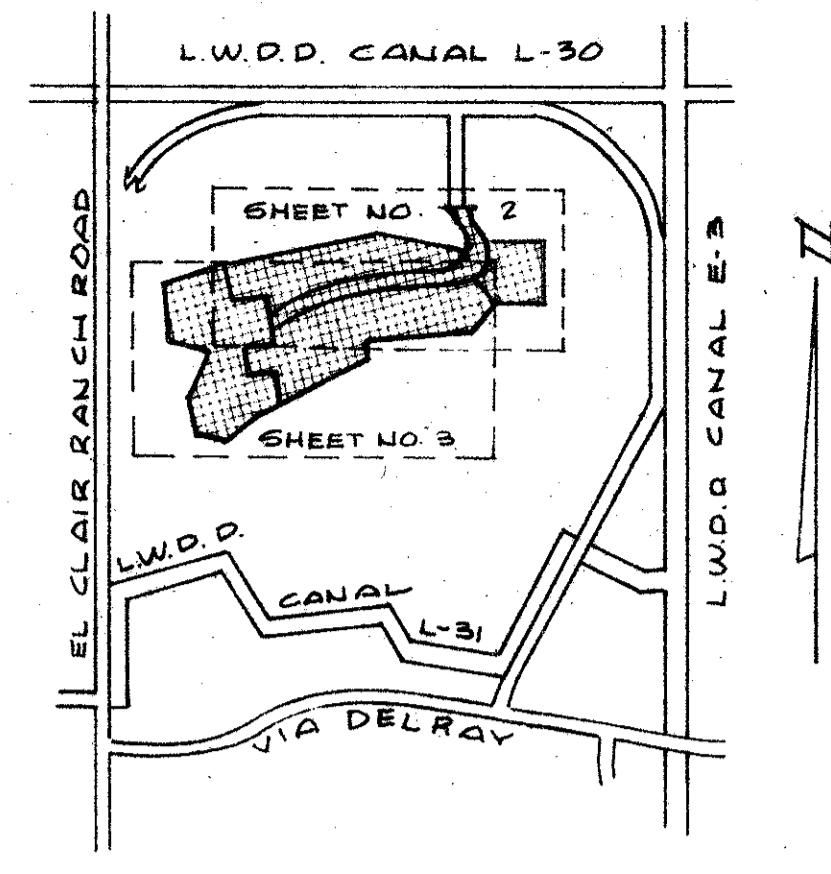 L.W.D.D. CANAL L-30
EL CLAIR RANCH ROAD
SHEET NO. 2
SHEET NO. 3
L.W.D.D. CANAL E-3
N
L.W.D.D.
CANAL
L-31
VIA DELRAY